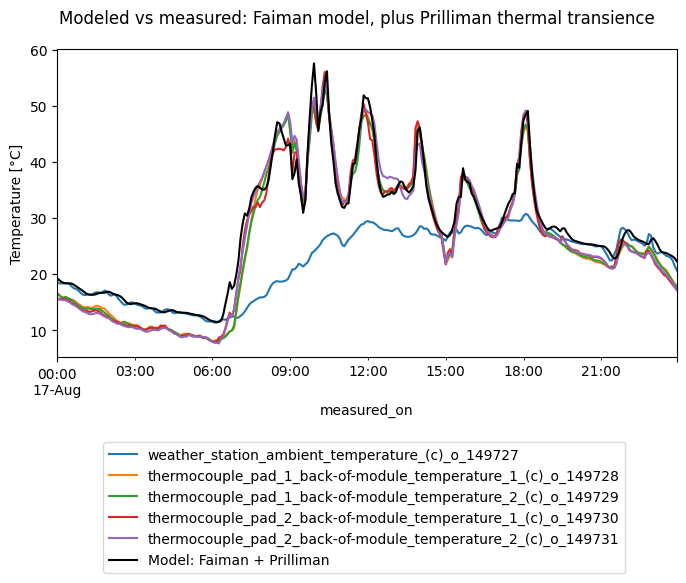 Modeled vs measured: Faiman model, plus Prilliman thermal transience
60
50
40
30
20
10
Temperature [°C]
00:00 03:00 06:00 09:00 12:00 15:00 18:00 21:00
17-Aug
measured_on
weather_station_ambient_temperature_(c)_o_149727
thermocouple_pad_1_back-of-module_temperature_1_(c)_o_149728
thermocouple_pad_1_back-of-module_temperature_2_(c)_o_149729
thermocouple_pad_2_back-of-module_temperature_1_(c)_o_149730
thermocouple_pad_2_back-of-module_temperature_2_(c)_o_149731
Model: Faiman + Prilliman